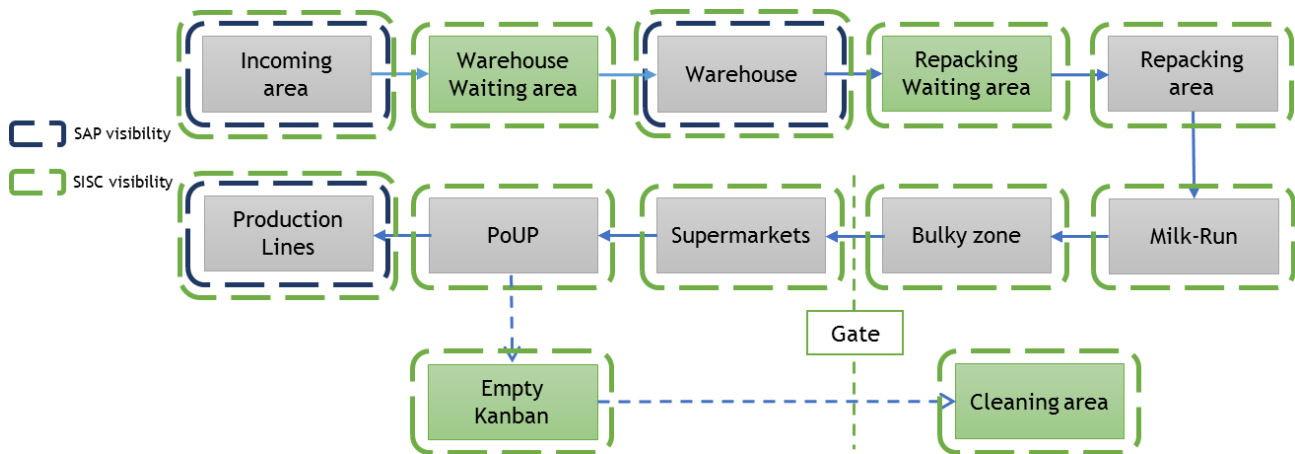 Incoming
area
Warehouse
Waiting area
Warehouse
Repacking
Waiting area
Repacking
area
SAP visibility
SISC visibility
Production
Lines
PoUP
Supermarkets
Bulky zone
Milk-Run
Gate
Empty
Kanban
Cleaning area